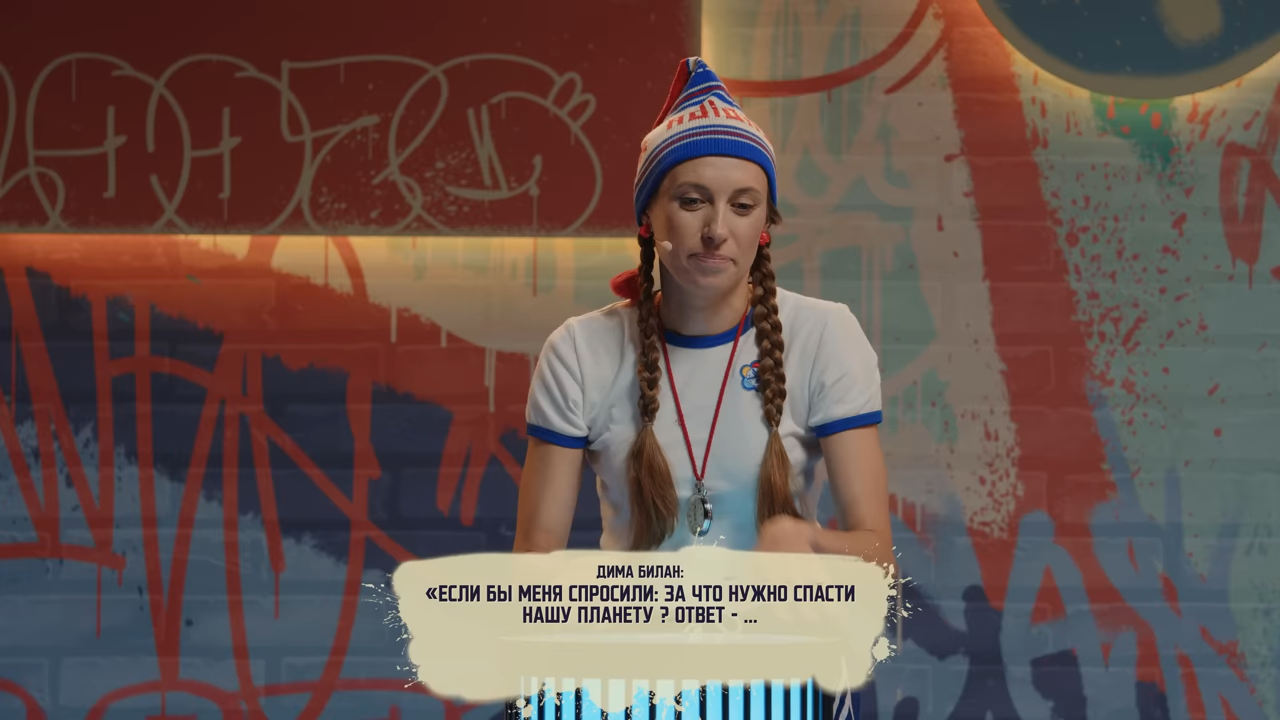 ДИМА БИЛАН:
«ЕСЛИ БЫ МЕНЯ СПРОСИЛИ: ЗА ЧТО НУЖНО СПАСТИ
НАШУ ПЛАНЕТУ ? ОТВЕТ - ...